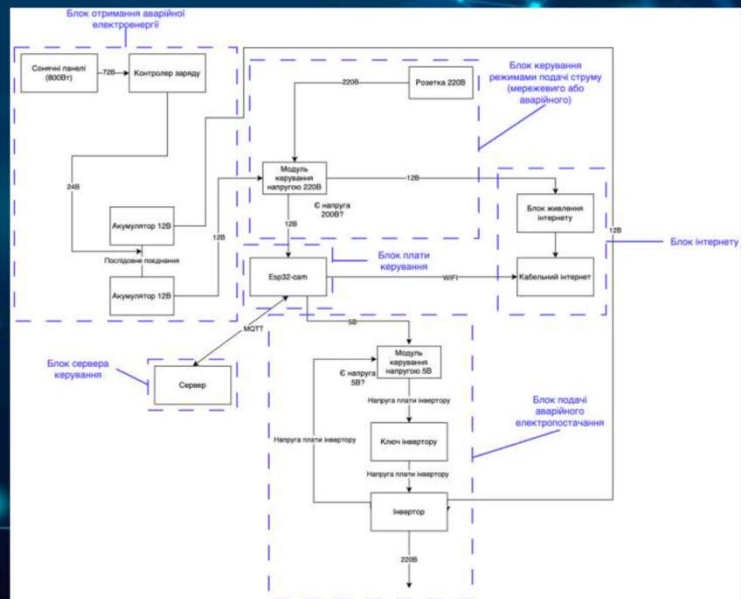 Блок отримання аварійної
електроенергії
Сонячні панелі
(800Вт)
72В
Контролер заряду
24В
Акумулятор 12В
Послідовне поєднання
Акумулятор 12В
12В
220В
Розетка 220В
Блок керування
режимами подачі струму
(мережевиго або
аварійного)
Модуль
керування
напругою 220В
12В
Є напруга
200В?
12В
Блок живлення
інтернету
12В
Блок інтернету
Кабельний інтернет
Блок плати
керування
Esp32-cam
WiFi
MQTT
5В
Блок сервера
керування
Сервер
Модуль
керування
напругою 5В
Є напруга
5В?
Напруга плати інвертору
Блок подачі
аварійного
електропостачання
Ключ інвертору
Напруга плати інвертору
Напруга плати інвертору
Інвертор
220В